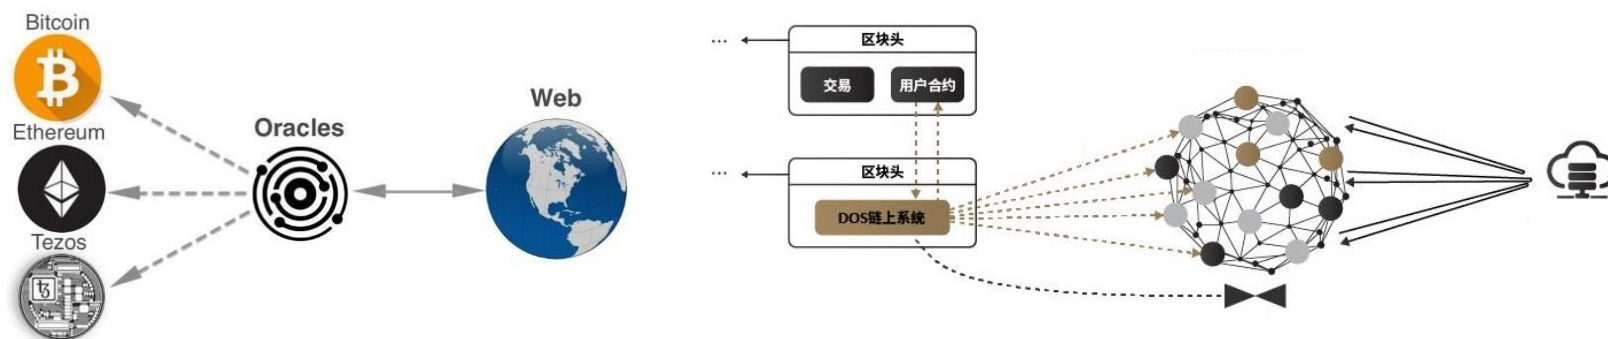 Bitcoin
Ethereum
Tezos
Oracles
Web
... 区块头
交易 用户合约
... 区块头
DOS链上系统